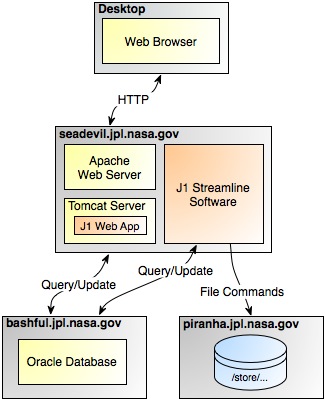 Desktop
Web Browser
HTTP
seadevil.jpl.nasa.gov
Apache
Web Server
Tomcat Server
J1 Web App
J1 Streamline
Software
Query/Update
Query/Update
File Commands
bashful.jpl.nasa.gov
Oracle Database
piranha.jpl.nasa.gov
/store/...